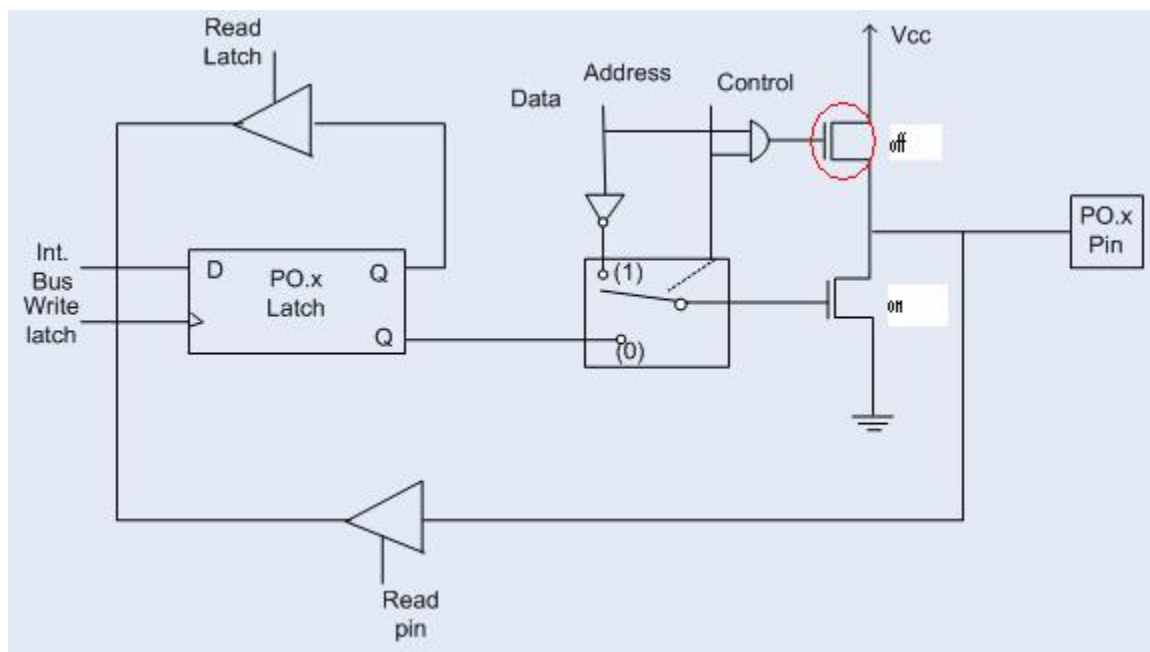 Read
Latch
Vcc
Address
Control
Data
off
PO.x
Pin
Int.
Bus
D
PO.x
Latch
Q
(1)
Write
latch
on
Q
(0)
Read
pin